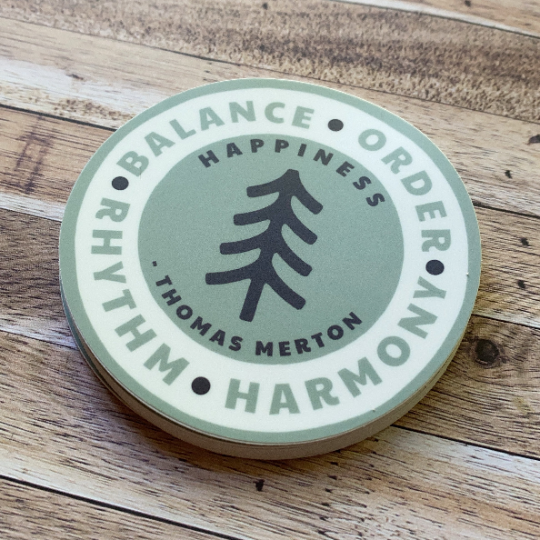 BALANCE • ORDER • HARMONY • RHYTHM •
HAPPINESS
- THOMAS MERTON